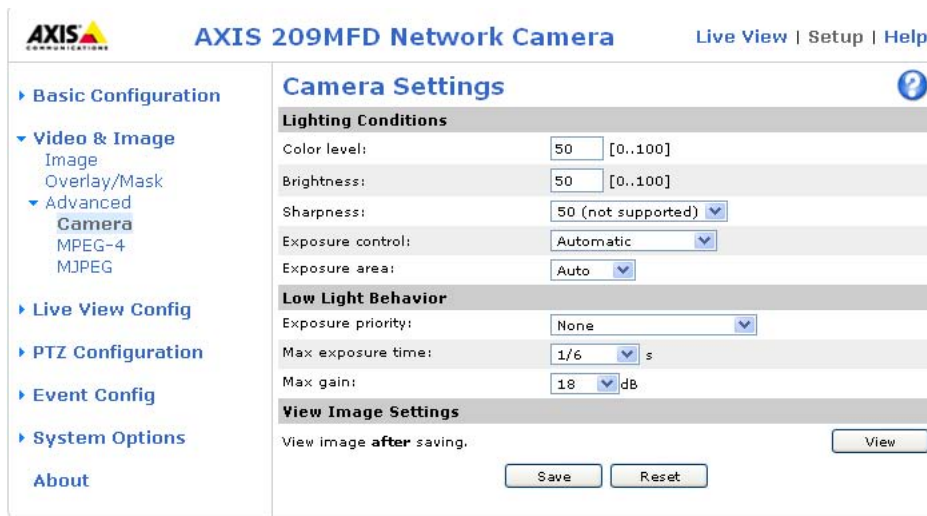 AXIS
COMMUNICATIONS
AXIS 209MFD Network Camera
Live View | Setup | Help
Basic Configuration
Video & Image
Image
Overlay/Mask
Advanced
Camera
MPEG-4
MJPEG
Live View Config
PTZ Configuration
Event Config
System Options
About
Camera Settings
?
Lighting Conditions
Color level: 50 [0..100]
Brightness: 50 [0..100]
Sharpness: 50 (not supported)
Exposure control: Automatic
Exposure area: Auto
Low Light Behavior
Exposure priority: None
Max exposure time: 1/6 s
Max gain: 18 dB
View Image Settings
View image after saving. View
Save Reset